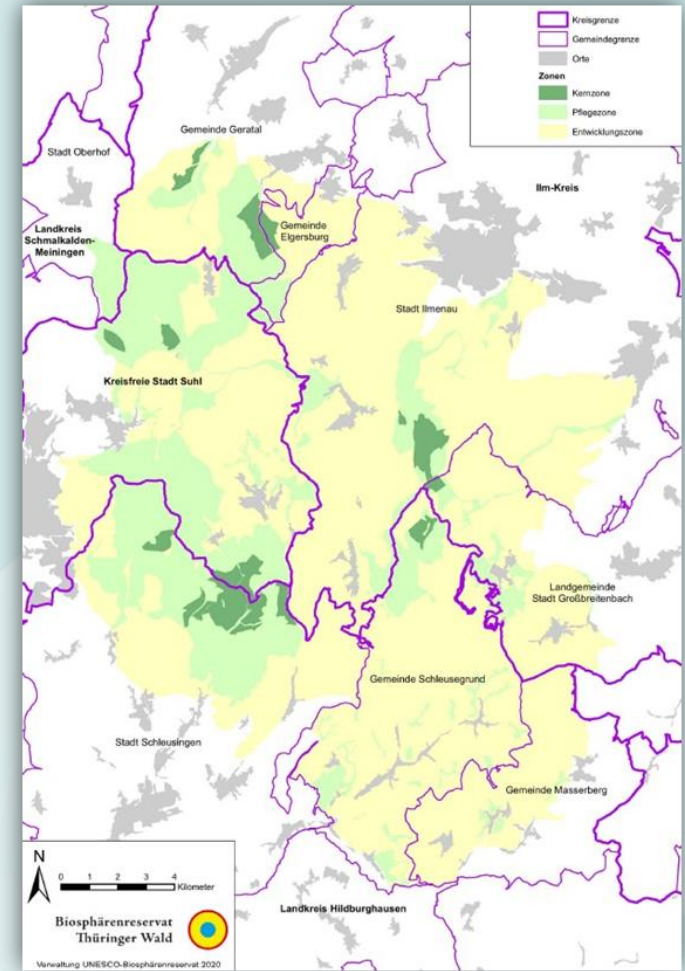 Kreisgrenze
Gemeindegrenze
Orte
Zonen
Kernzone
Pflegezone
Entwicklungszone
Gemeinde Geratal
Stadt Oberhof
Ilm-Kreis
Landkreis
Schmalkalden-
Meiningen
Gemeinde
Elgersburg
Stadt Ilmenau
Kreisfreie Stadt Suhl
Landgemeinde
Stadt Großbreitenbach
Gemeinde Schleusegrund
Stadt Schleusingen
Gemeinde Masserberg
N
0 1 2 3 4
Kilometer
Landkreis Hildburghausen
Biosphärenreservat
Thüringer Wald
Verwaltung UNESCO-Biosphärenreservat 2020